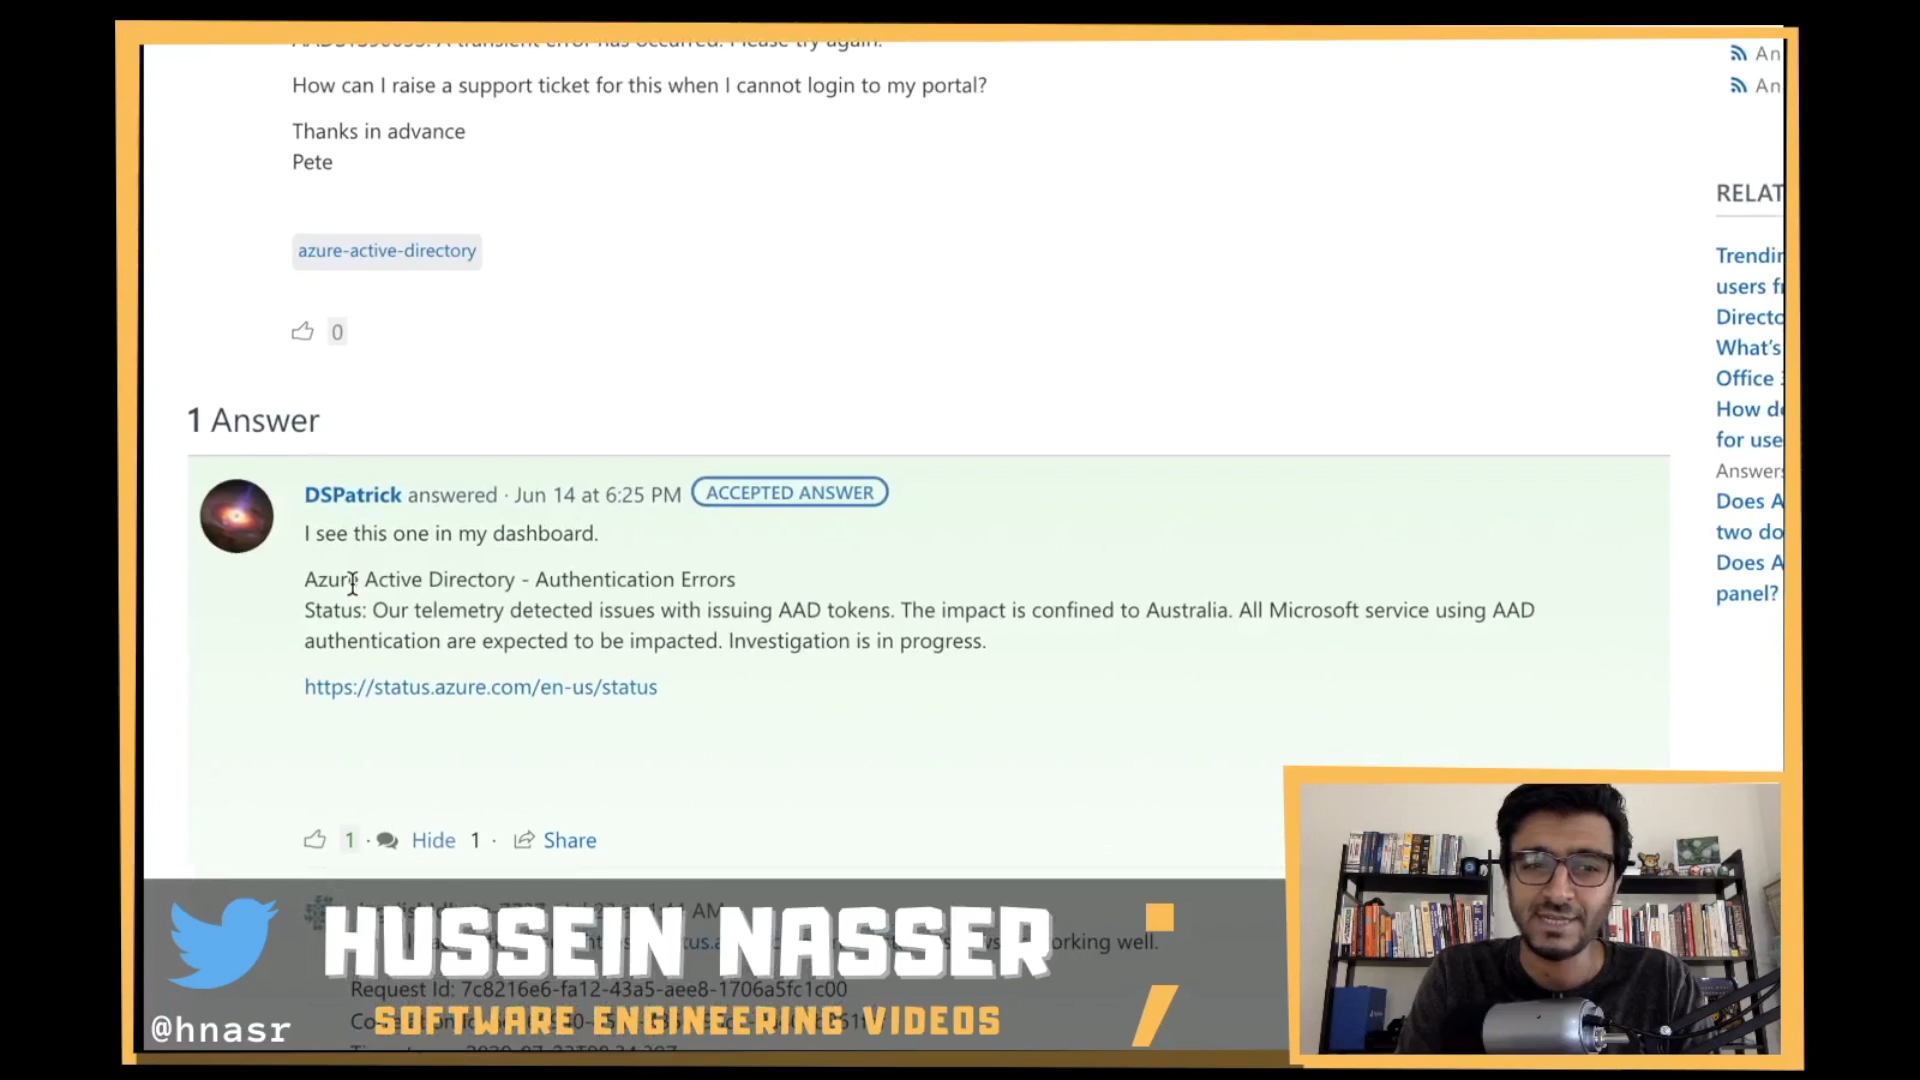 How can I raise a support ticket for this when I cannot login to my portal?
Thanks in advance
Pete
azure-active-directory
0
1 Answer
DSPatrick answered · Jun 14 at 6:25 PM ACCEPTED ANSWER
I see this one in my dashboard.
Azure Active Directory - Authentication Errors
Status: Our telemetry detected issues with issuing AAD tokens. The impact is confined to Australia. All Microsoft service using AAD
authentication are expected to be impacted. Investigation is in progress.
https://status.azure.com/en-us/status
1 · Hide 1 · Share
AM
orking well.
Request Id: 7c8216e6-fa12-43a5-aee8-1706a5fc1c00
HUSSEIN NASSER
SOFTWARE ENGINEERING VIDEOS
;
@hnasr
An
An
RELAT
Trendin
users f
Directo
What's
Office
How d
for use
Answers
Does A
two do
Does A
panel?